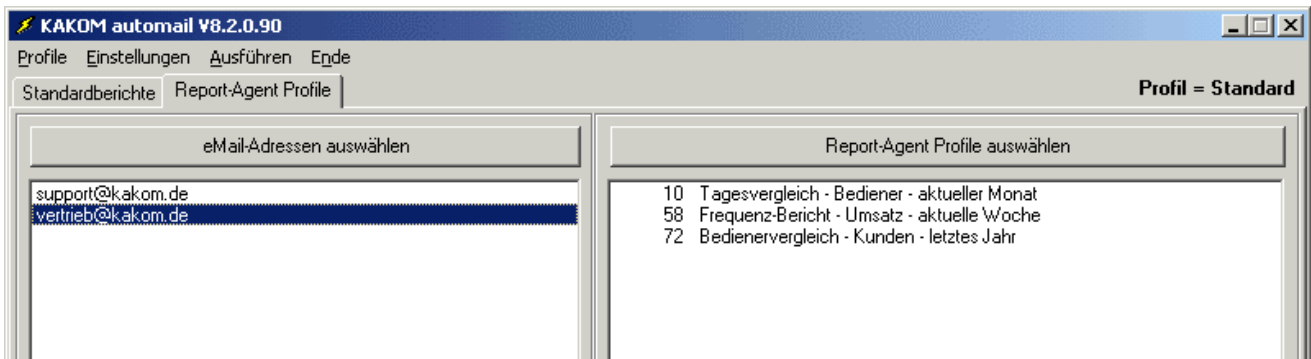 KAKOM automail V8.2.0.90
Profile Einstellungen Ausführen Ende
Standardberichte Report-Agent Profile Profil = Standard
eMail-Adressen auswählen
support@kakom.de
vertrieb@kakom.de
Report-Agent Profile auswählen
10 Tagesvergleich - Bediener - aktueller Monat
58 Frequenz-Bericht - Umsatz - aktuelle Woche
72 Bedienervergleich - Kunden - letztes Jahr